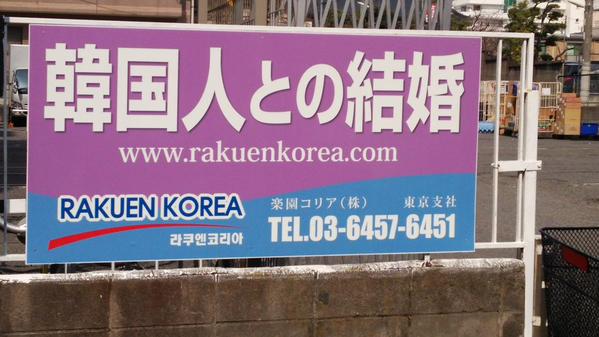 韓国人との結婚
www.rakuenkorea.com
RAKUEN KOREA
라쿠엔코리아
楽園コリア(株) 東京支社
TEL.03-6457-6451